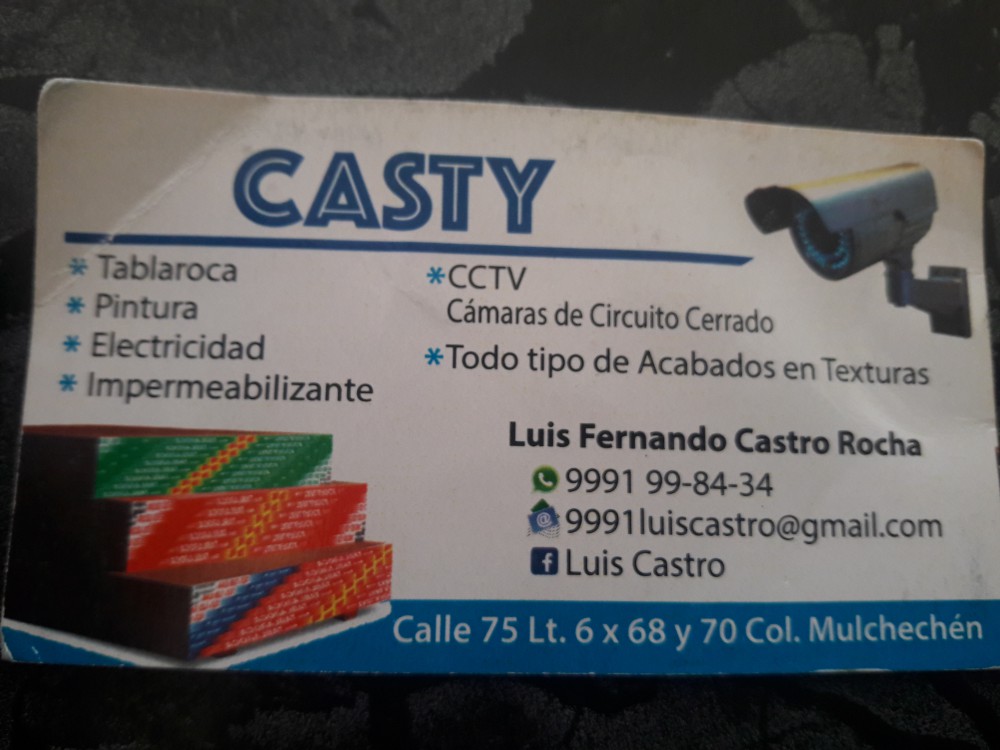 CASTY
* Tablaroca
* Pintura
* Electricidad
* Impermeabilizante
*CCTV
Cámaras de Circuito Cerrado
*Todo tipo de Acabados en Texturas
Luis Fernando Castro Rocha
9991 99-84-34
9991luiscastro@gmail.com
Luis Castro
Calle 75 Lt. 6 x 68 y 70 Col. Mulchechén